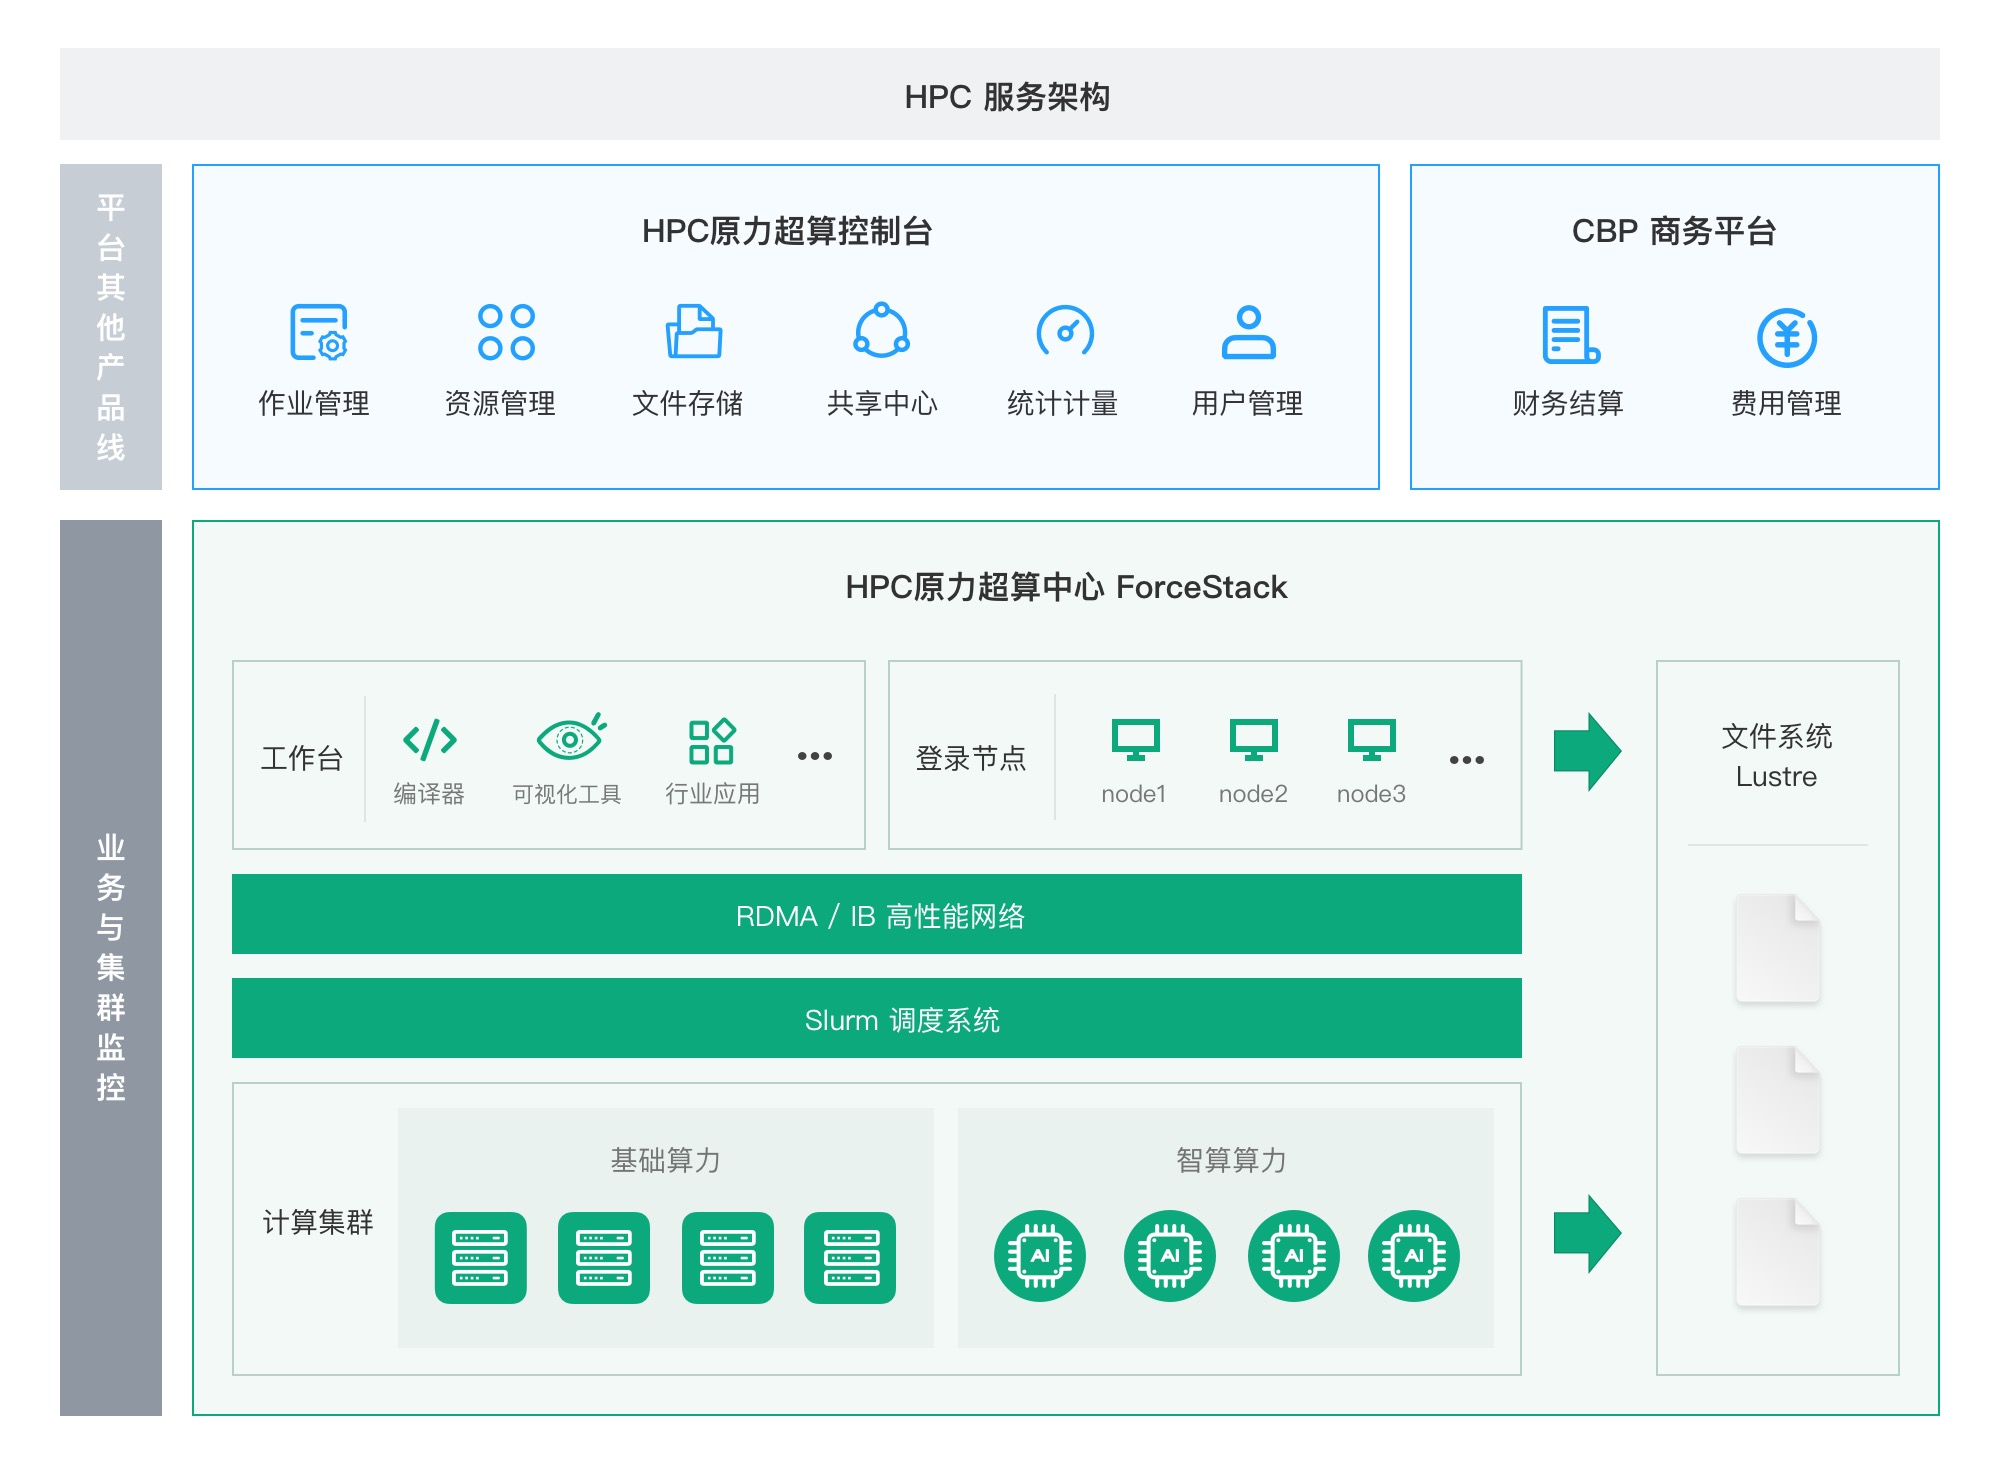 HPC 服务架构
平台其他产品线
HPC原力超算控制台
作业管理
资源管理
文件存储
共享中心
统计计量
用户管理
CBP 商务平台
财务结算
费用管理
业务与集群监控
HPC原力超算中心 ForceStack
工作台
编译器
可视化工具
行业应用
•••
登录节点
node1
node2
node3
•••
文件系统
Lustre
RDMA / IB 高性能网络
Slurm 调度系统
计算集群
基础算力
智算算力
AI
AI
AI
AI